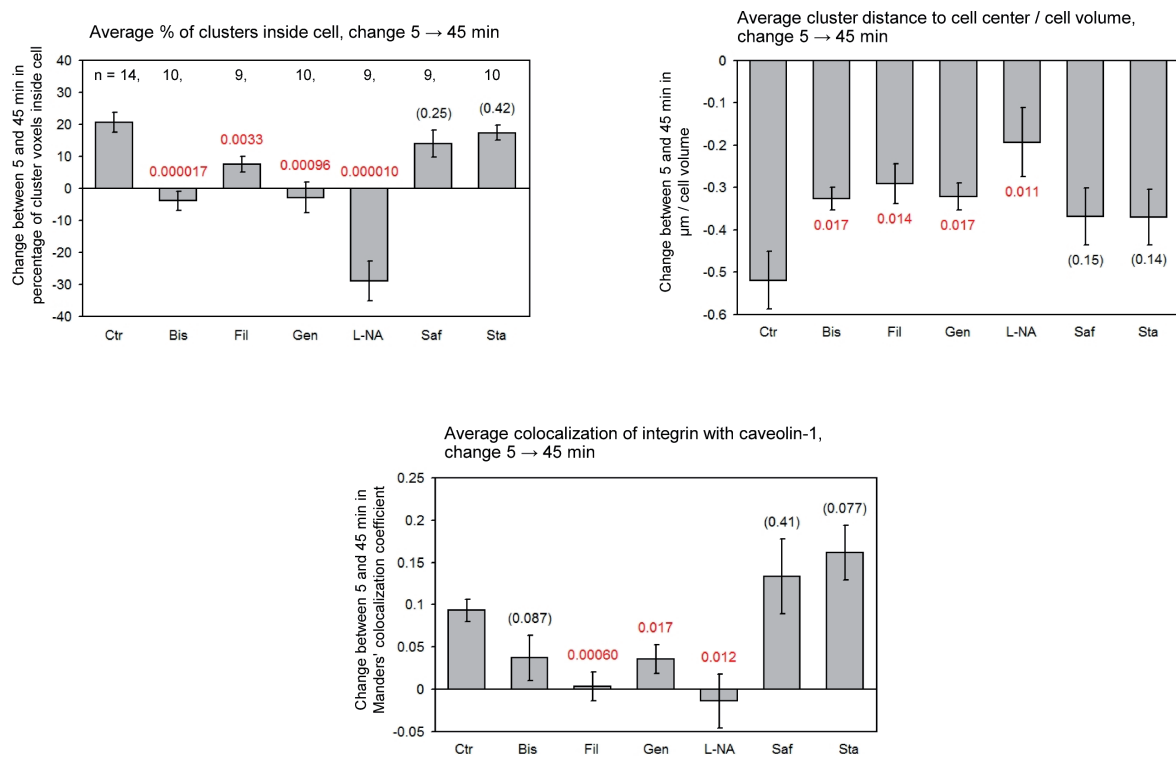 Average % of clusters inside cell, change 5 → 45 min
Change between 5 and 45 min in
percentage of cluster voxels inside cell
40
30
20
10
0
-10
-20
-30
-40
n = 14, 10, 9, 10, 9, 9, 10
0.000017
0.0033
0.00096
0.000010
(0.25)
(0.42)
Ctr Bis Fil Gen L-NA Saf Sta
Average cluster distance to cell center / cell volume,
change 5 → 45 min
Change between 5 and 45 min in
µm / cell volume
0
-0.1
-0.2
-0.3
-0.4
-0.5
-0.6
0.017
0.014
0.017
0.011
(0.15)
(0.14)
Ctr Bis Fil Gen L-NA Saf Sta
Average colocalization of integrin with caveolin-1,
change 5 → 45 min
Change between 5 and 45 min in
Manders' colocalization coefficient
0.25
0.2
0.15
0.1
0.05
0
-0.05
(0.087)
0.00060
0.017
0.012
(0.41)
(0.077)
Ctr Bis Fil Gen L-NA Saf Sta